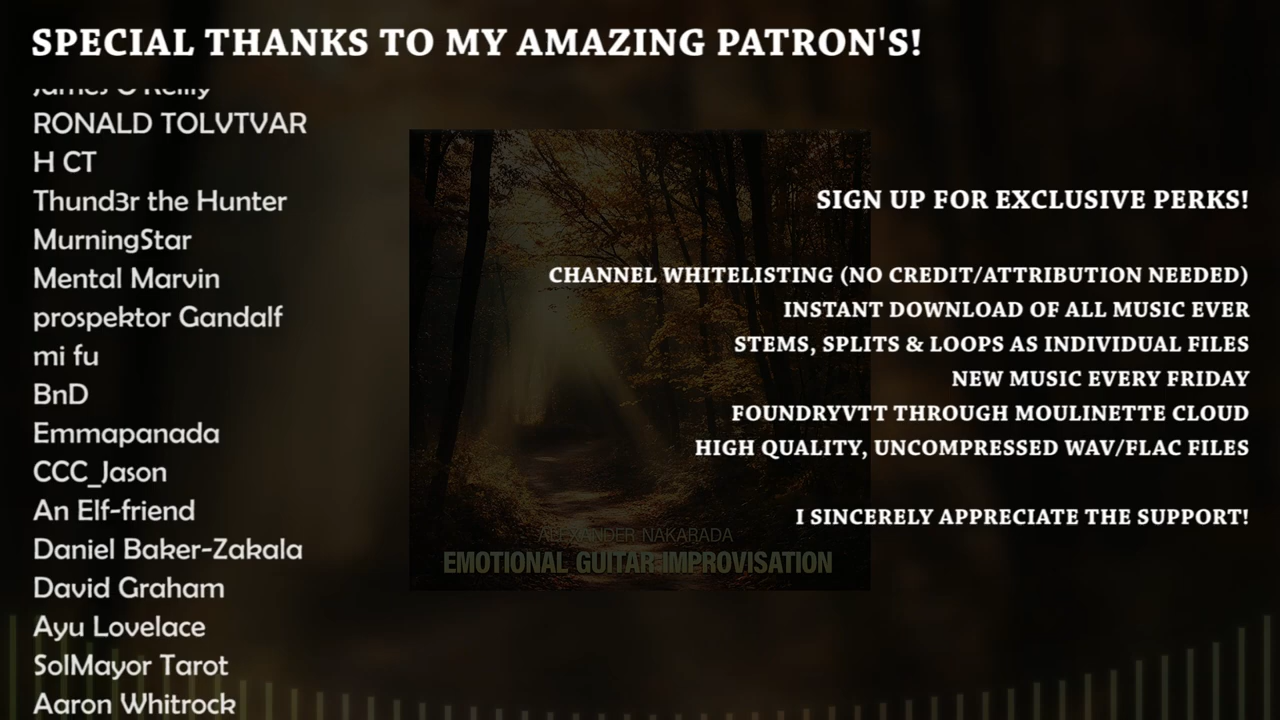 SPECIAL THANKS TO MY AMAZING PATRON'S!
James O'Reilly
RONALD TOLVTVAR
H CT
Thund3r the Hunter
MurningStar
Mental Marvin
prospektor Gandalf
mi fu
BnD
Emmapanada
CCC_Jason
An Elf-friend
Daniel Baker-Zakala
David Graham
Ayu Lovelace
SolMayor Tarot
Aaron Whitrock
SIGN UP FOR EXCLUSIVE PERKS!
CHANNEL WHITELISTING (NO CREDIT/ATTRIBUTION NEEDED)
INSTANT DOWNLOAD OF ALL MUSIC EVER
STEMS, SPLITS & LOOPS AS INDIVIDUAL FILES
NEW MUSIC EVERY FRIDAY
FOUNDRYVTT THROUGH MOULINETTE CLOUD
HIGH QUALITY, UNCOMPRESSED WAV/FLAC FILES
I SINCERELY APPRECIATE THE SUPPORT!
ALEXANDER NAKARADA
EMOTIONAL GUITAR IMPROVISATION